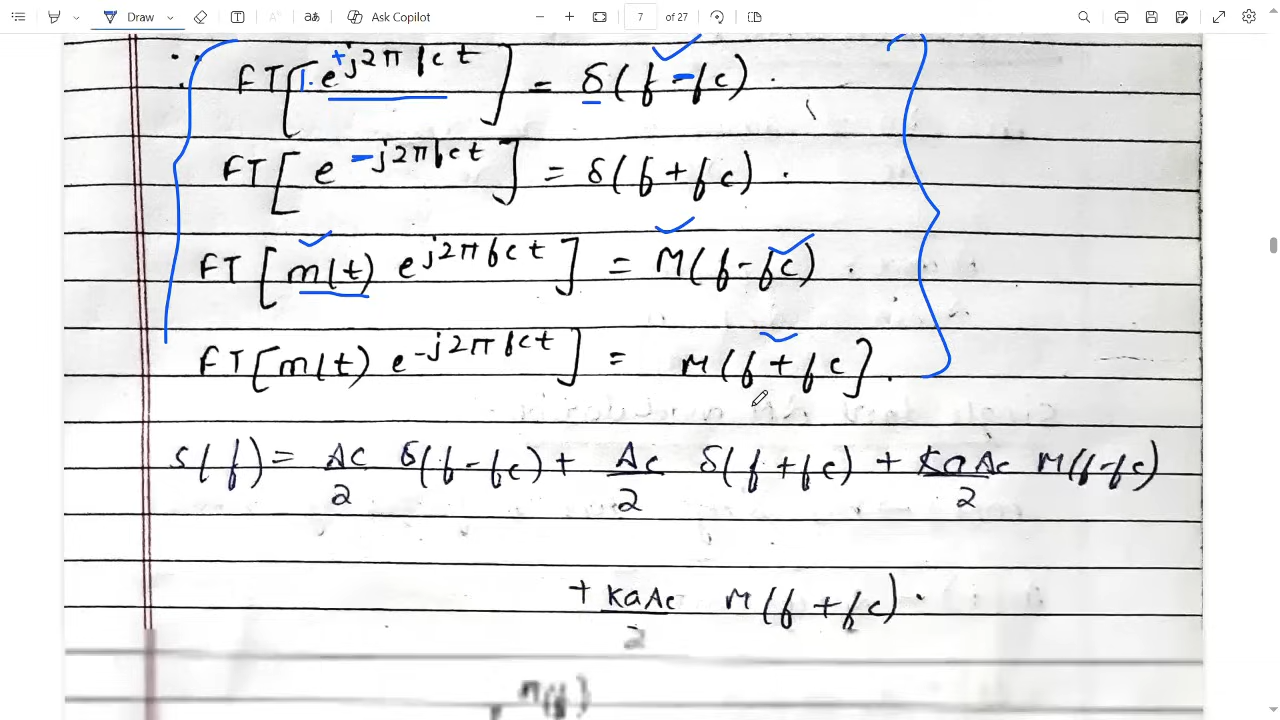 Draw
Ask Copilot
7 of 27
∵ FT[1·e^{+j2πfct}] = δ(f-fc).
FT[e^{-j2πfct}] = δ(f+fc).
FT[m(t) e^{j2πfct}] = M(f-fc).
FT[m(t) e^{-j2πfct}] = M(f+fc].
S(f) = Ac/2 δ(f-fc) + Ac/2 δ(f+fc) + KaAc/2 M(f-fc)
+ KaAc/2 M(f+fc).
M(f)